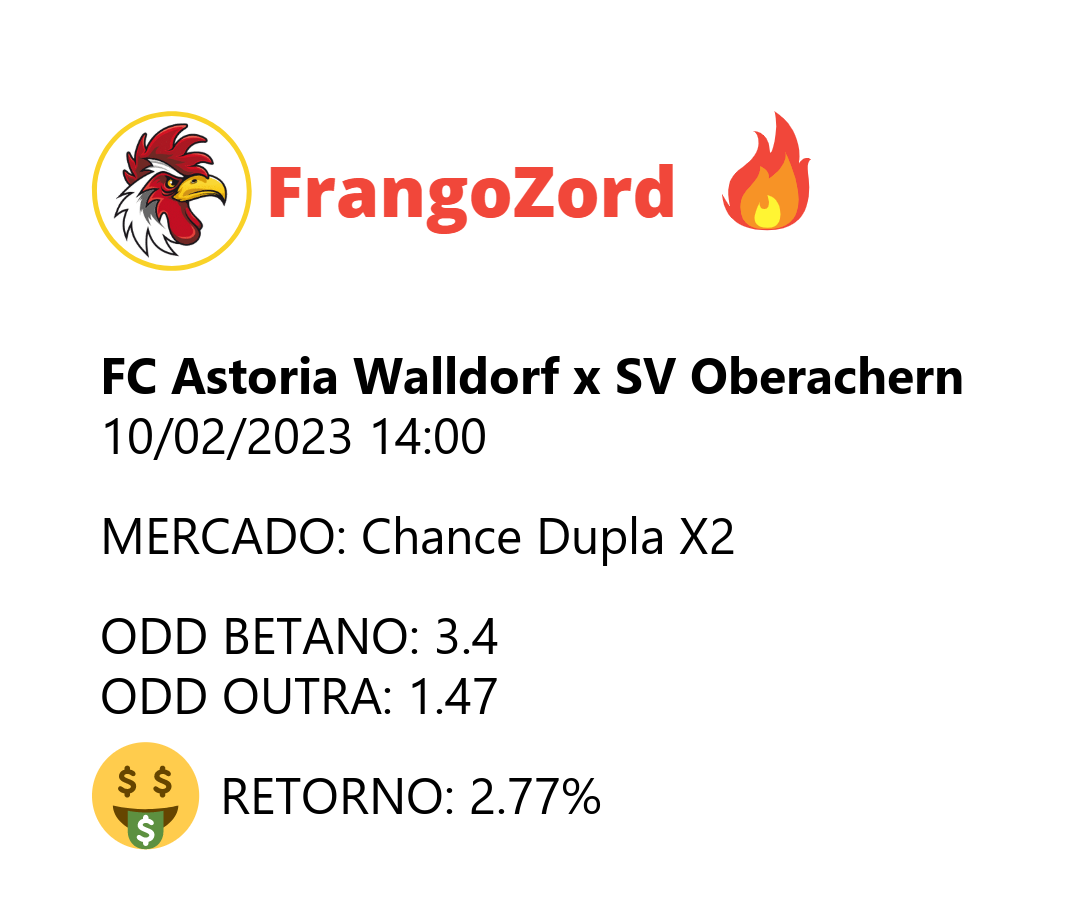 FrangoZord
FC Astoria Walldorf x SV Oberachern
10/02/2023 14:00
MERCADO: Chance Dupla X2
ODD BETANO: 3.4
ODD OUTRA: 1.47
$ $
$
RETORNO: 2.77%